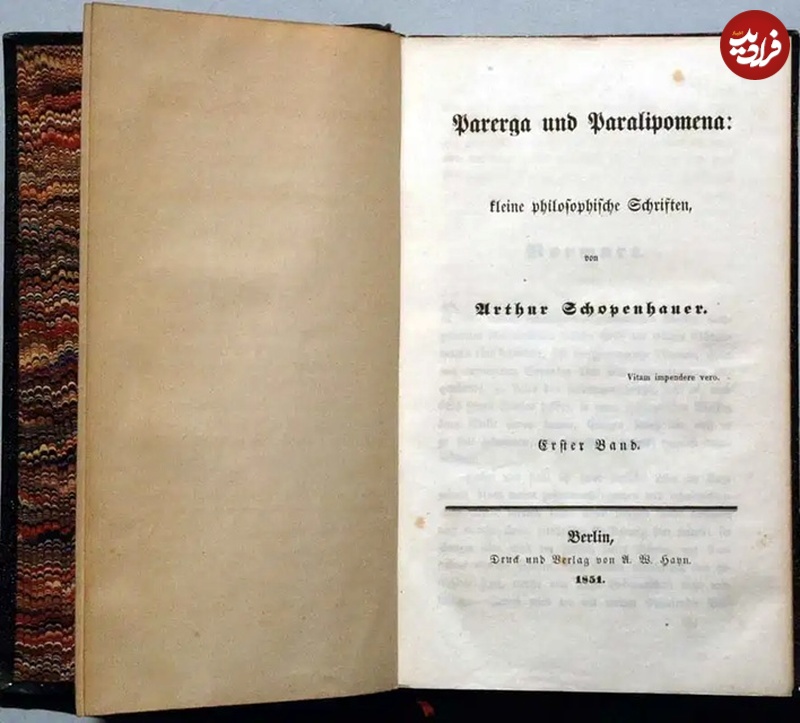 Parerga und Paralipomena:
kleine philosophische Schriften,
von
Arthur Schopenhauer.
Vitam impendere vero.
Erster Band.
Berlin,
Druck und Verlag von A. W. Hayn.
1851.
فرادید